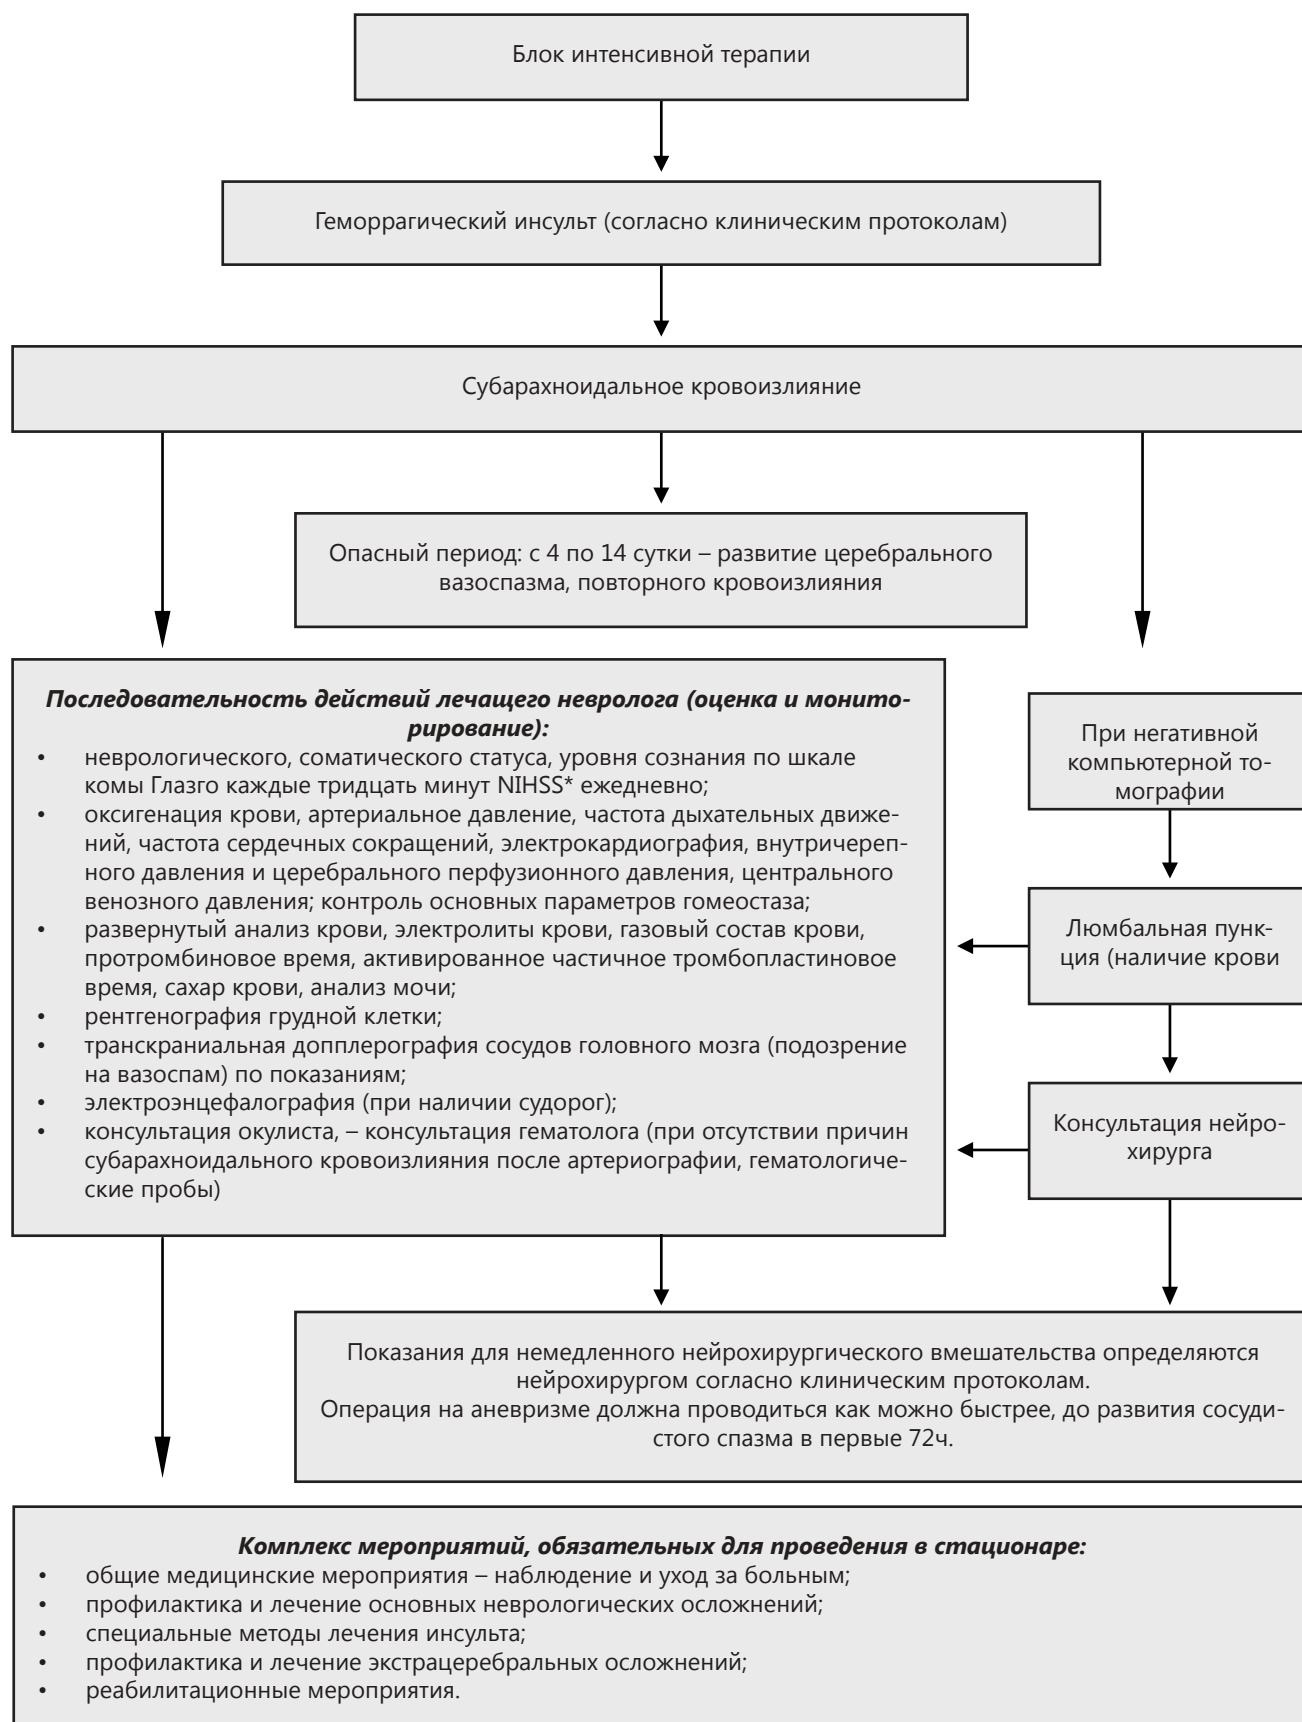 Блок интенсивной терапии
Геморрагический инсульт (согласно клиническим протоколам)
Субарахноидальное кровоизлияние
Опасный период: с 4 по 14 сутки – развитие церебрального
вазоспазма, повторного кровоизлияния
Последовательность действий лечащего невролога (оценка и монито-
рирование):
• неврологического, соматического статуса, уровня сознания по шкале
комы Глазго каждые тридцать минут NIHSS* ежедневно;
• оксигенация крови, артериальное давление, частота дыхательных движе-
ний, частота сердечных сокращений, электрокардиография, внутричереп-
ного давления и церебрального перфузионного давления, центрального
венозного давления; контроль основных параметров гомеостаза;
• развернутый анализ крови, электролиты крови, газовый состав крови,
протромбиновое время, активированное частичное тромбопластиновое
время, сахар крови, анализ мочи;
• рентгенография грудной клетки;
• транскраниальная допплерография сосудов головного мозга (подозрение
на вазоспам) по показаниям;
• электроэнцефалография (при наличии судорог);
• консультация окулиста, – консультация гематолога (при отсутствии причин
субарахноидального кровоизлияния после артериографии, гематологиче-
ские пробы)
При негативной
компьютерной то-
мографии
Люмбальная пунк-
ция (наличие крови
Консультация нейро-
хирурга
Показания для немедленного нейрохирургического вмешательства определяются
нейрохирургом согласно клиническим протоколам.
Операция на аневризме должна проводиться как можно быстрее, до развития сосуди-
стого спазма в первые 72ч.
Комплекс мероприятий, обязательных для проведения в стационаре:
• общие медицинские мероприятия – наблюдение и уход за больным;
• профилактика и лечение основных неврологических осложнений;
• специальные методы лечения инсульта;
• профилактика и лечение экстрацеребральных осложнений;
• реабилитационные мероприятия.